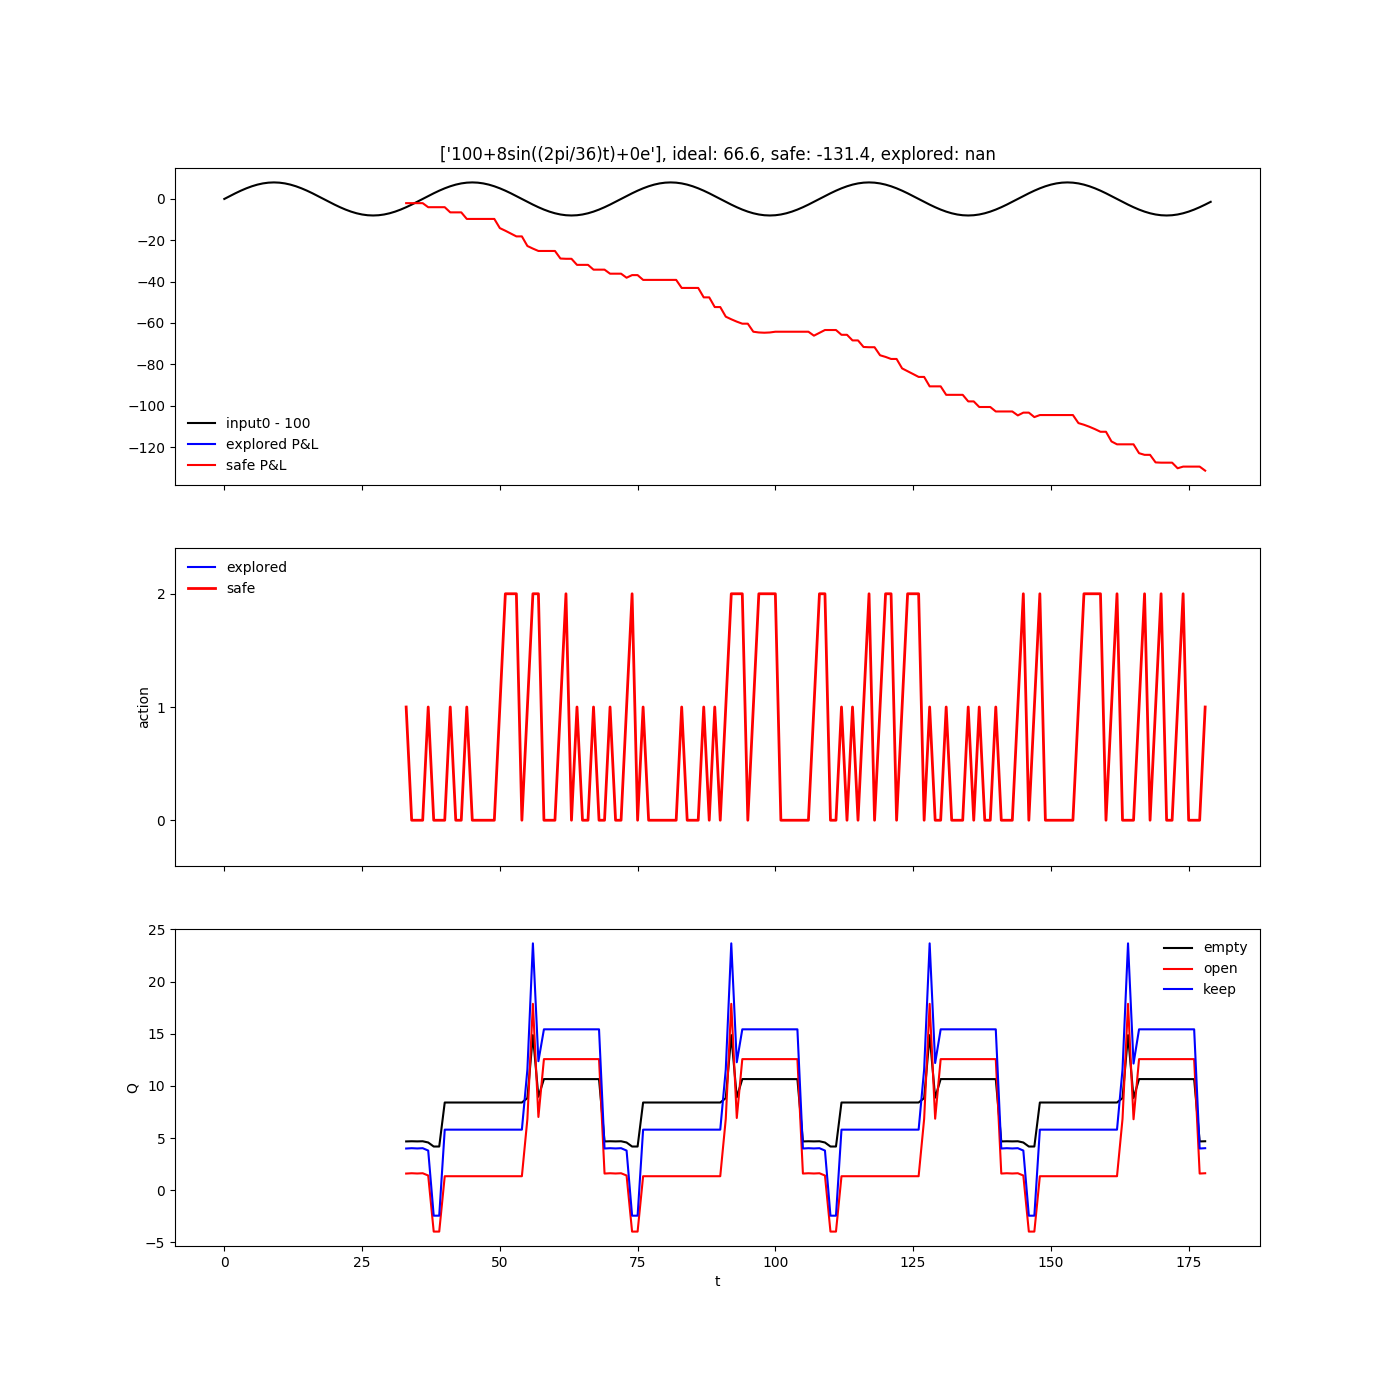 ['100+8sin((2pi/36)t)+0e'], ideal: 66.6, safe: -131.4, explored: nan
0
−20
−40
−60
−80
−100
−120
input0 - 100
explored P&L
safe P&L
explored
safe
2
1
0
action
25
20
15
10
5
0
−5
Q
empty
open
keep
0 25 50 75 100 125 150 175
t